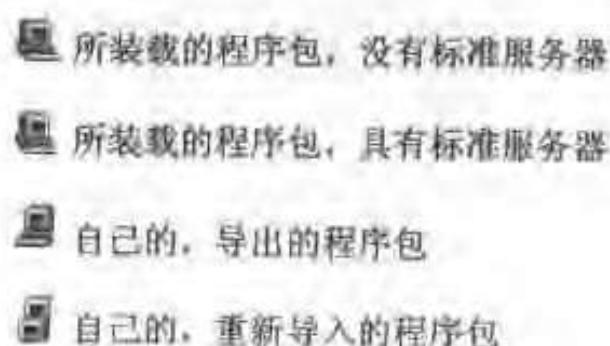 所装载的程序包，没有标准服务器
所装载的程序包，具有标准服务器
自己的，导出的程序包
自己的，重新导入的程序包